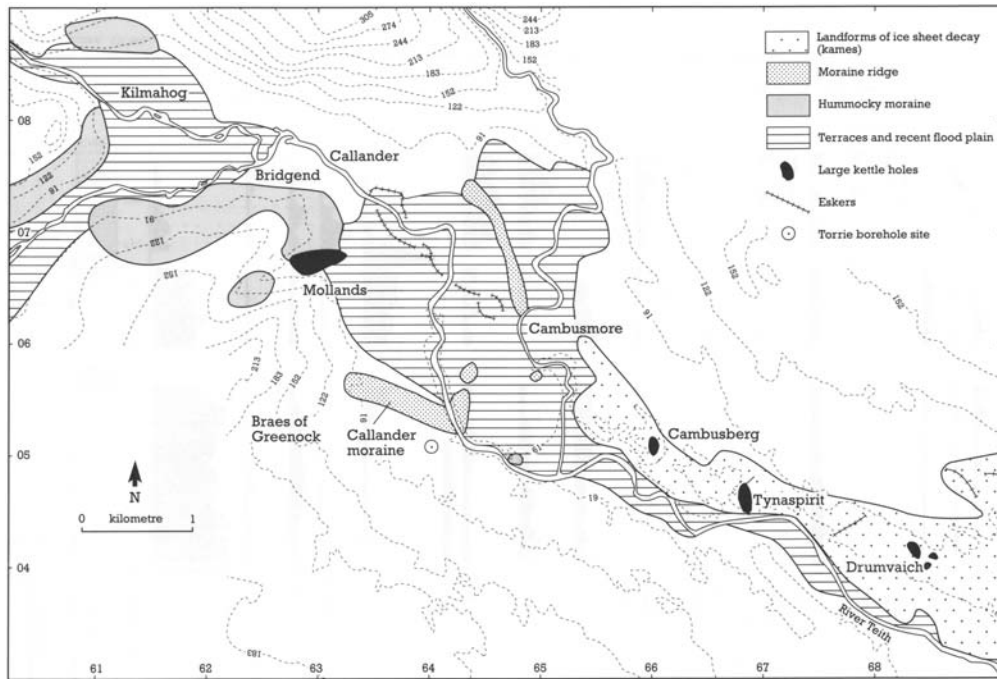 Landforms of ice sheet decay
(kames)
Moraine ridge
Hummocky moraine
Terraces and recent flood plain
Large kettle holes
Eskers
Torrie borehole site
305
274
244
213
183
152
122
244
213
183
152
91
Kilmahog
08
152
122
91
Callander
Bridgend
07
91
122
152
Mollands
152
152
122
91
06
Cambusmore
213
183
152
122
91
Braes of
Greenock
Callander
moraine
Cambusberg
05
61
19
N
0 kilometre 1
Tynaspirit
04
Drumvaich
River Teith
183
61
62
63
64
65
66
67
68